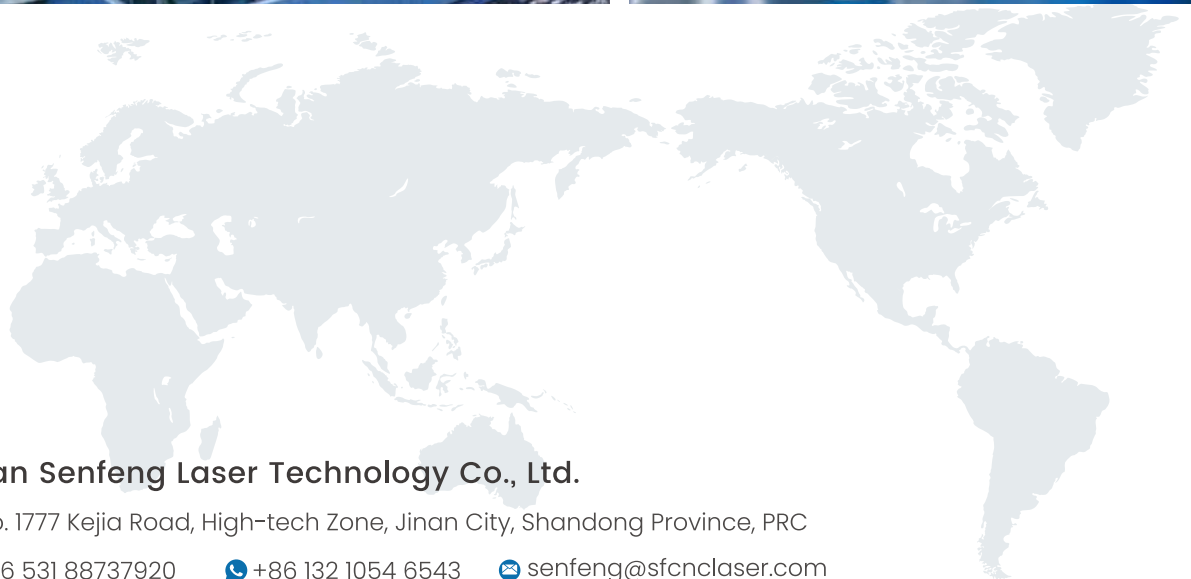 an Senfeng Laser Technology Co., Ltd.
o. 1777 Kejia Road, High-tech Zone, Jinan City, Shandong Province, PRC
6 531 88737920 +86 132 1054 6543 senfeng@sfcnclaser.com